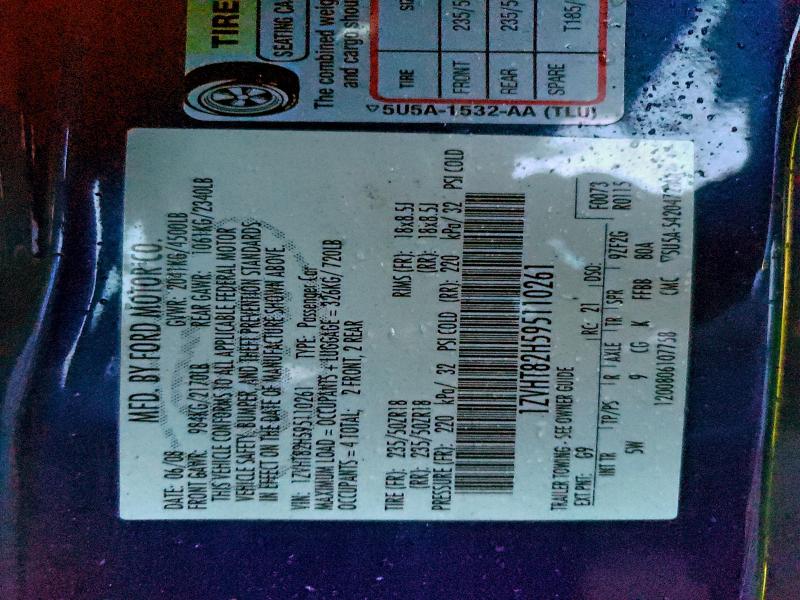 MFD. BY FORD MOTOR CO.
DATE: 06/08 GVWR: 2041KG/4500LB
FRONT GAWR: 984KG/2170LB REAR GAWR: 1061KG/2340LB
THIS VEHICLE CONFORMS TO ALL APPLICABLE FEDERAL MOTOR
VEHICLE SAFETY, BUMPER, AND THEFT PREVENTION STANDARDS
IN EFFECT ON THE DATE OF MANUFACTURE SHOWN ABOVE.
VIN: 1ZVHT82H595110261 TYPE: Passenger Car
MAXIMUM LOAD = OCCUPANTS + LUGGAGE = 326KG/720LB
OCCUPANTS = 4 TOTAL; 2 FRONT, 2 REAR
TIRE (FR): 235/50ZR18 RIMS (FR): 18x8.5J
(RR): 235/50ZR18 (RR): 18x8.5J
PRESSURE (FR): 220 kPa/ 32 PSI COLD (RR): 220 kPa/ 32 PSI COLD
1ZVHT82H595110261
TRAILER TOWING - SEE OWNER GUIDE
EXT PNT: G9 RC: 21 DSO: F0073
R0115
INT TR TP/PS R AXLE TR SPR
5W 9 CG K FFBB 80A
9ZF2G
CMC
TIRE
SEATING CA
The combined weig
and cargo shou
TIRE
FRONT 235/5
REAR 235/5
SPARE T185/
5U5A-1532-AA (TLU)